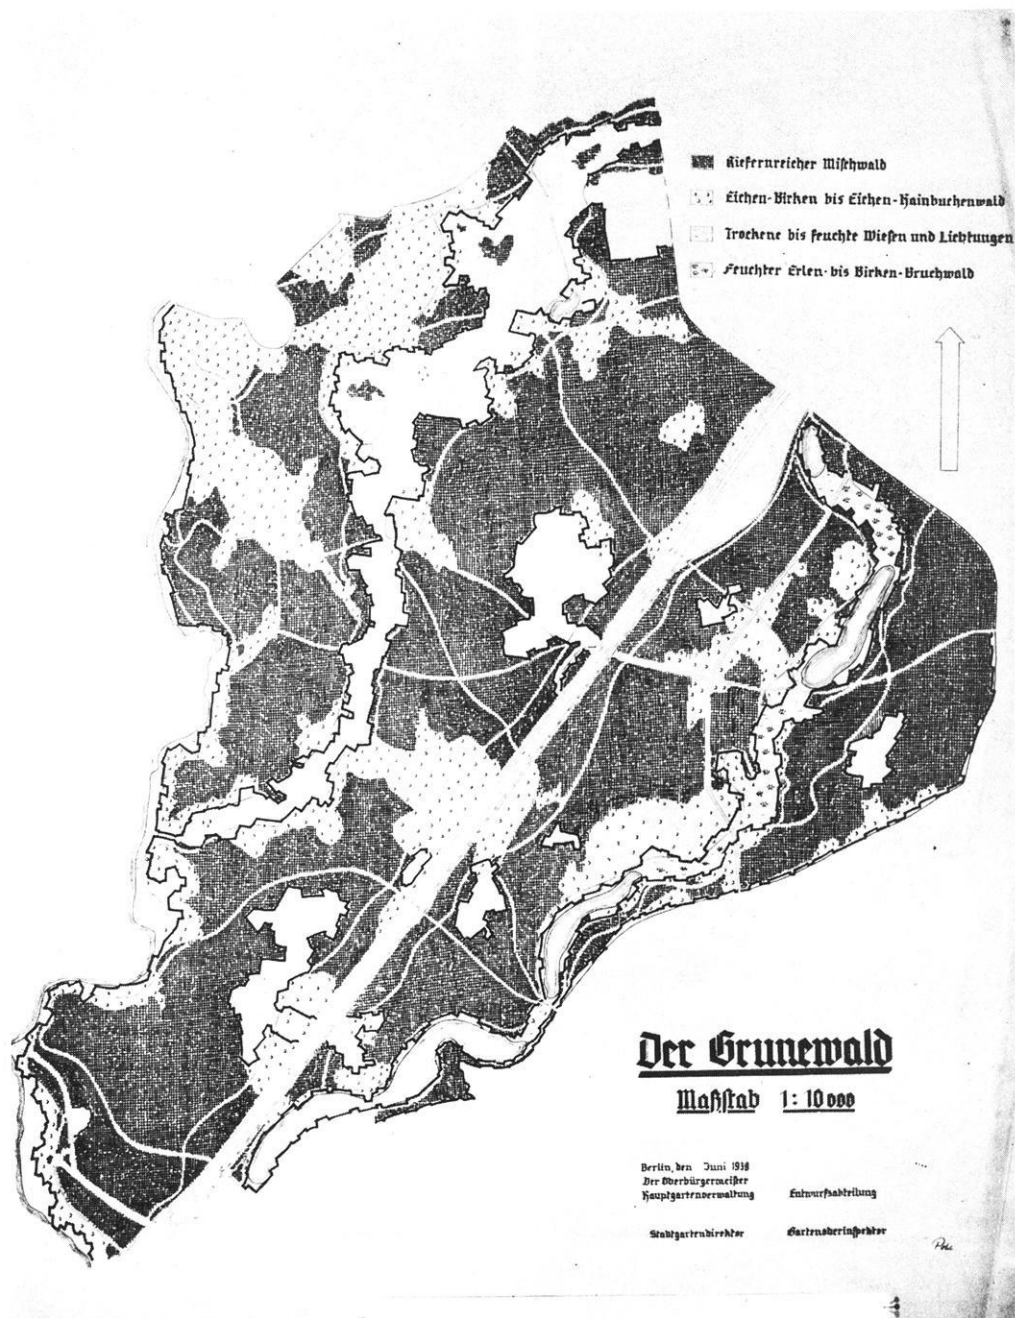 Kiefernreicher Mischwald
Eichen-Birken bis Eichen-Hainbuchenwald
Trockene bis feuchte Wiesen und Lichtungen
Feuchter Erlen- bis Birken-Bruchwald
Der Grunewald
Maßstab 1:10000
Berlin, den Juni 1938
Der Oberbürgermeister
Hauptgartenverwaltung Entwurfsabteilung
Stadtgartendirektor Gartenoberinspektor